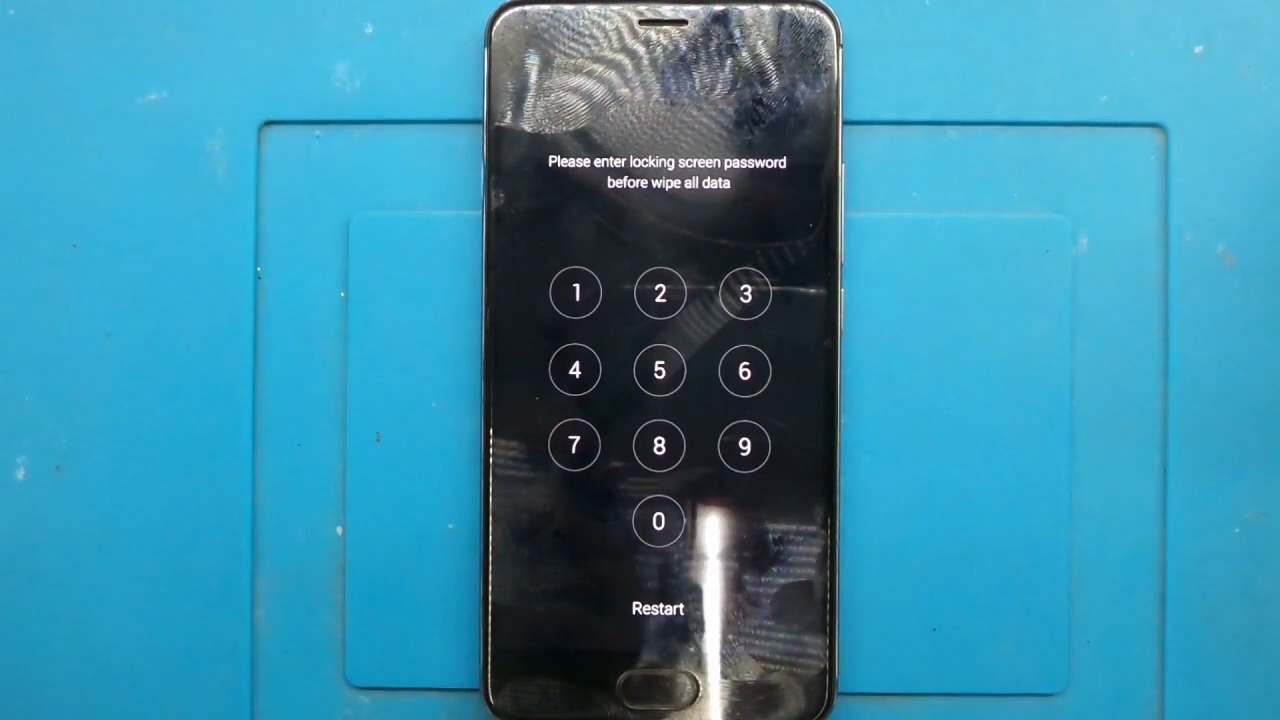 Please enter locking screen password
before wipe all data
1 2 3
4 5 6
7 8 9
0
Restart